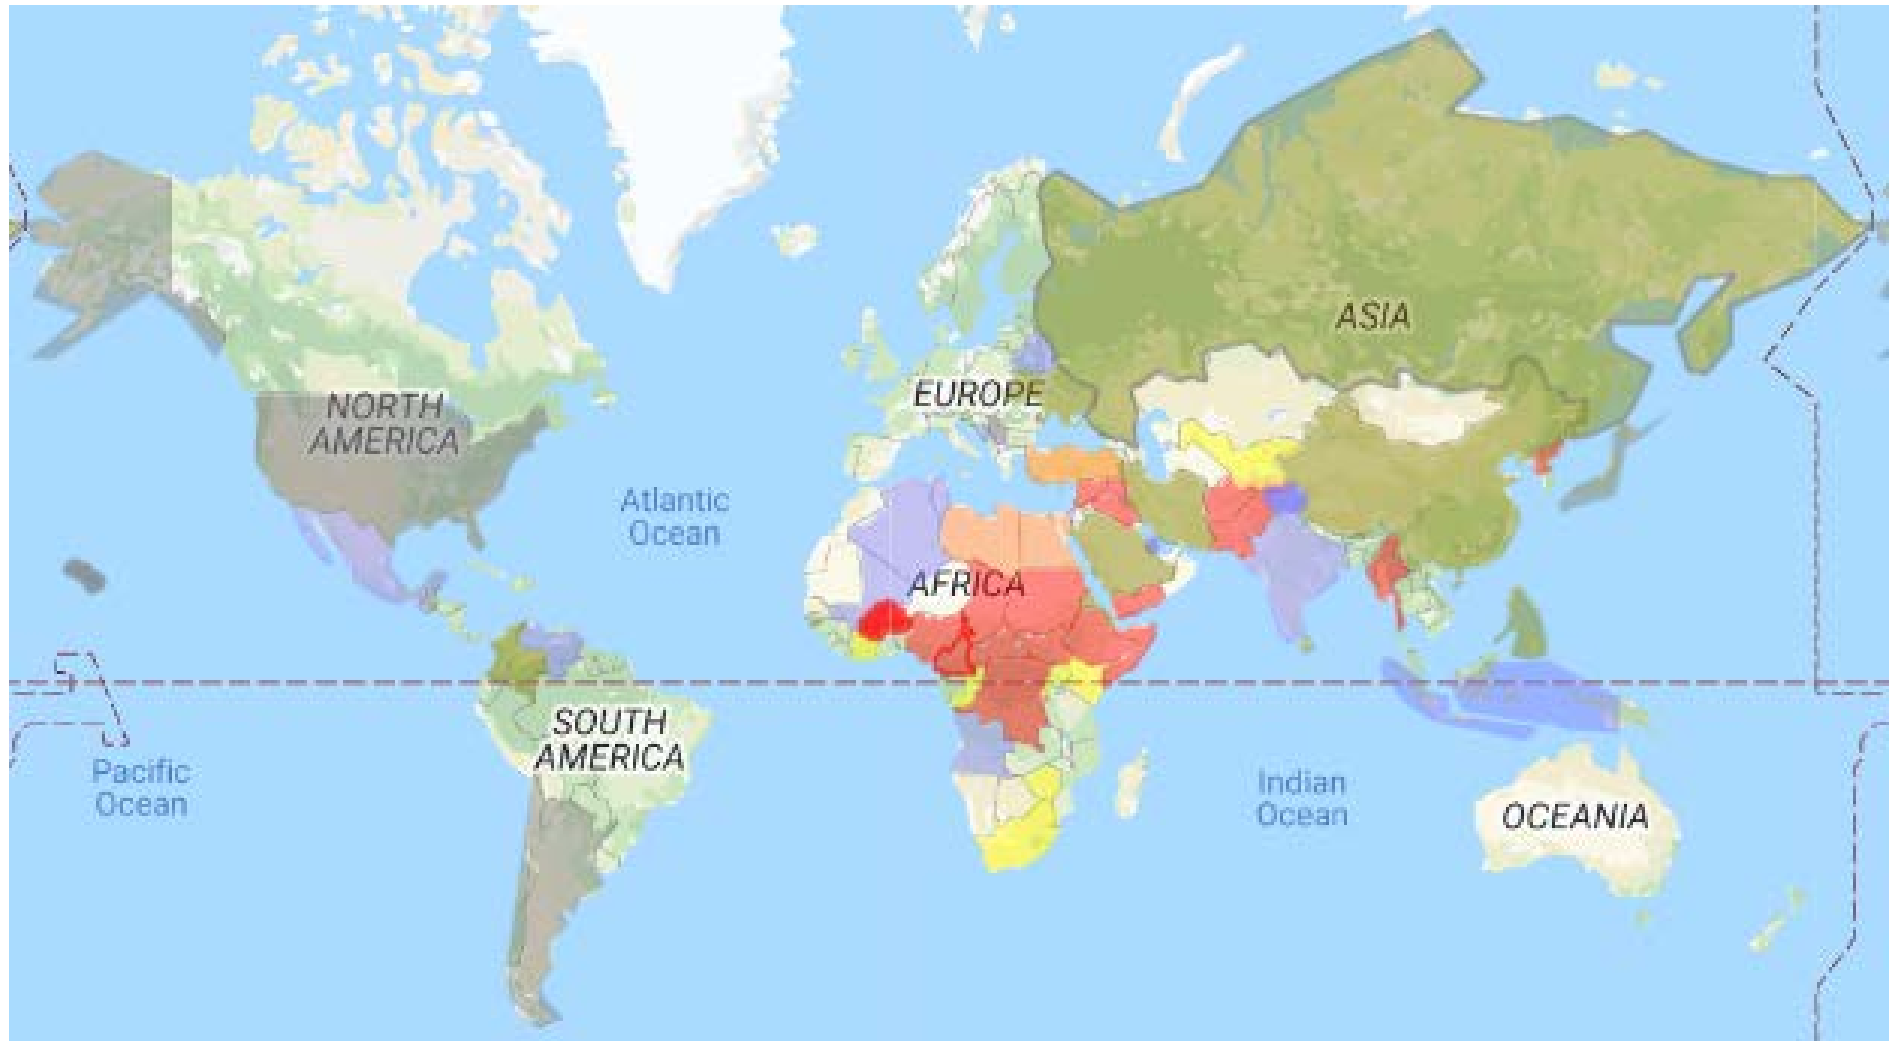 ASIA
EUROPE
NORTH
AMERICA
Atlantic
Ocean
AFRICA
SOUTH
AMERICA
Pacific
Ocean
Indian
Ocean
OCEANIA